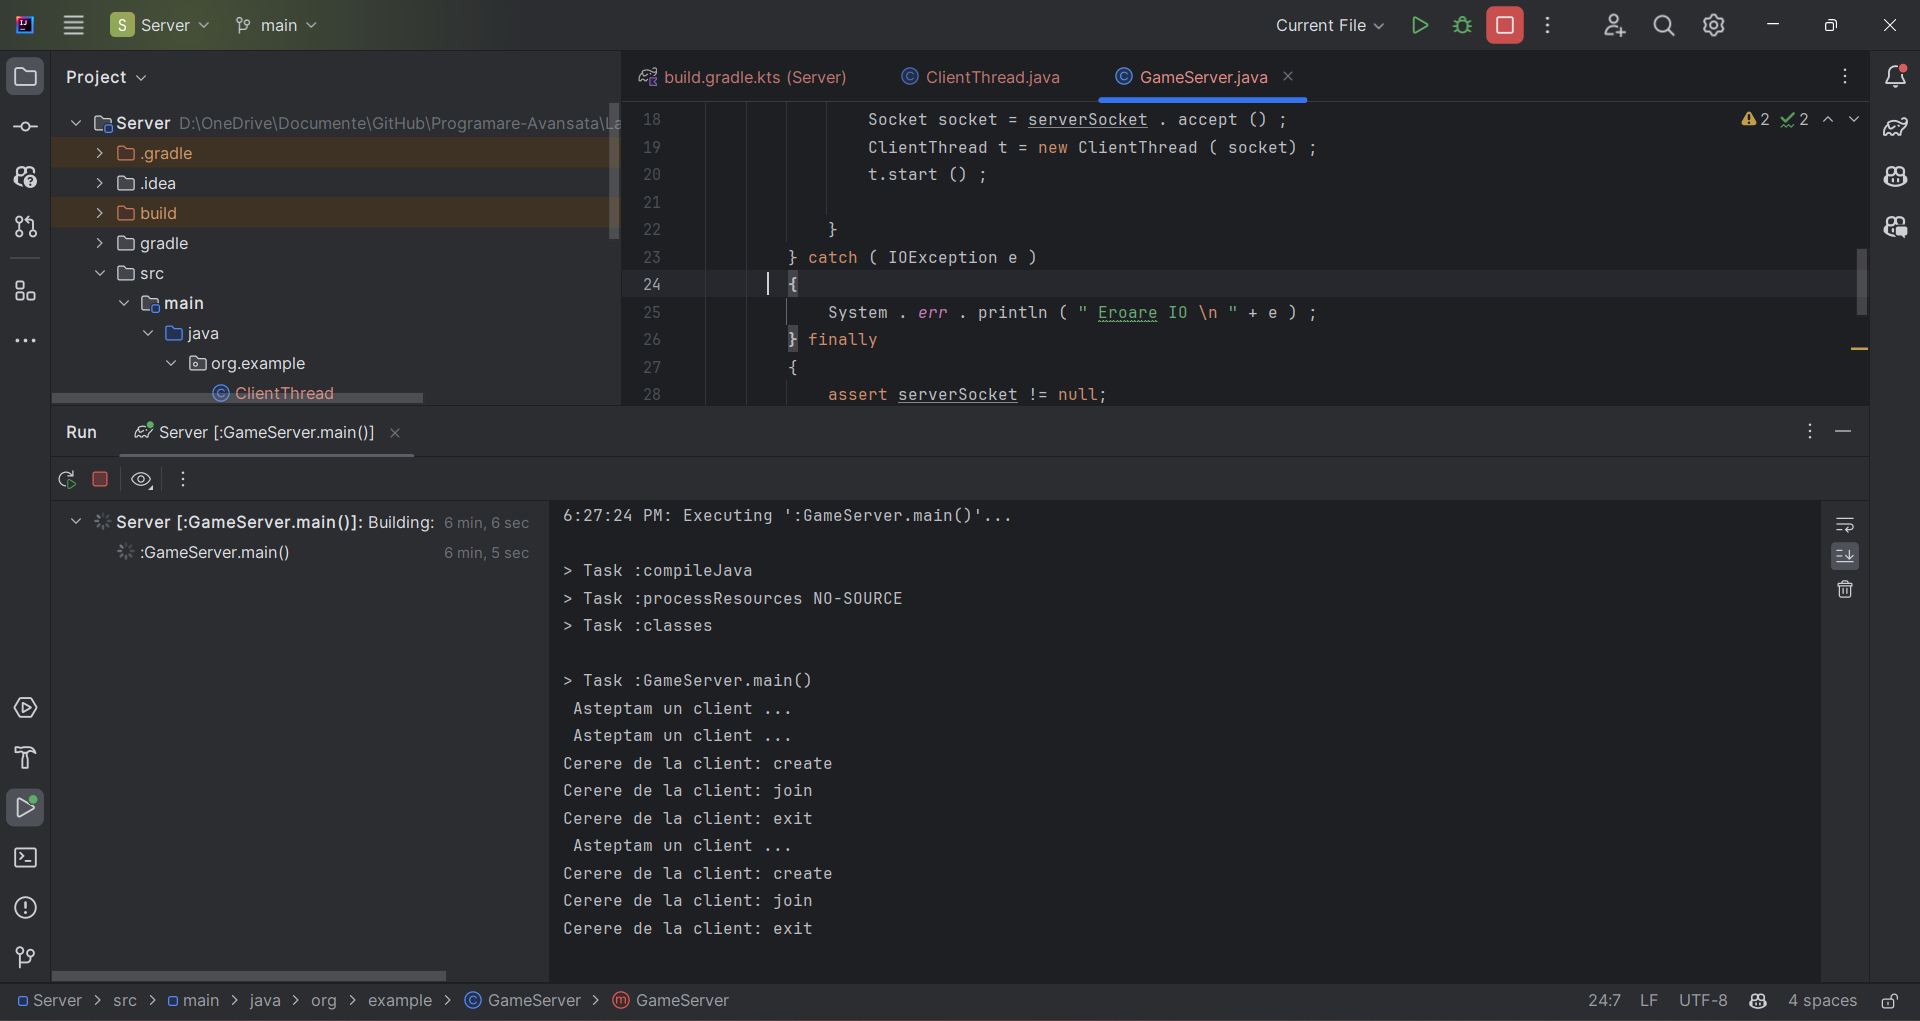 S Server main Current File
Project
build.gradle.kts (Server) ClientThread.java GameServer.java
Server D:\OneDrive\Documente\GitHub\Programare-Avansata\La
.gradle
.idea
build
gradle
src
main
java
org.example
ClientThread
18 Socket socket = serverSocket . accept () ;
19 ClientThread t = new ClientThread ( socket) ;
20 t.start () ;
21
22 }
23 } catch ( IOException e )
24 {
25 System . err . println ( " Eroare IO \n " + e ) ;
26 } finally
27 {
28 assert serverSocket != null;
2 2
Run Server [:GameServer.main()]
Server [:GameServer.main()]: Building: 6 min, 6 sec
:GameServer.main() 6 min, 5 sec
6:27:24 PM: Executing ':GameServer.main()'...
> Task :compileJava
> Task :processResources NO-SOURCE
> Task :classes
> Task :GameServer.main()
Asteptam un client ...
Asteptam un client ...
Cerere de la client: create
Cerere de la client: join
Cerere de la client: exit
Asteptam un client ...
Cerere de la client: create
Cerere de la client: join
Cerere de la client: exit
Server > src > main > java > org > example > GameServer > m GameServer
24:7 LF UTF-8 4 spaces